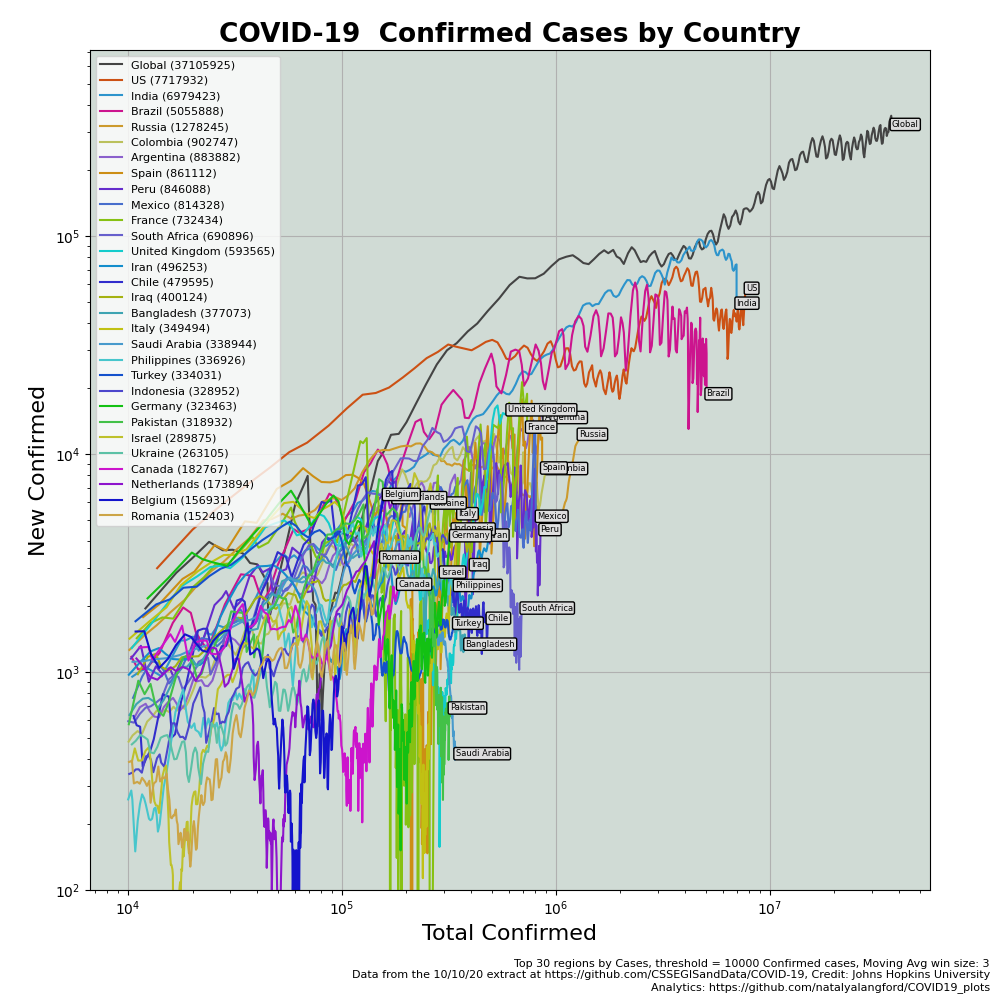 COVID-19  Confirmed Cases by Country
Global (37105925)
US (7717932)
India (6979423)
Brazil (5055888)
Russia (1278245)
Colombia (902747)
Argentina (883882)
Spain (861112)
Peru (846088)
Mexico (814328)
France (732434)
South Africa (690896)
United Kingdom (593565)
Iran (496253)
Chile (479595)
Iraq (400124)
Bangladesh (377073)
Italy (349494)
Saudi Arabia (338944)
Philippines (336926)
Turkey (334031)
Indonesia (328952)
Germany (323463)
Pakistan (318932)
Israel (289875)
Ukraine (263105)
Canada (182767)
Netherlands (173894)
Belgium (156931)
Romania (152403)
Global
US
India
Brazil
United Kingdom
France
Russia
Spain
Belgium
Italy
Mexico
Peru
Germany
Romania
Iraq
Israel
Canada
Philippines
South Africa
Chile
Turkey
Bangladesh
Pakistan
Saudi Arabia
New Confirmed
10⁵
10⁴
10³
10²
10⁴
10⁵
10⁶
10⁷
Total Confirmed
Top 30 regions by Cases, threshold = 10000 Confirmed cases, Moving Avg win size: 3
Data from the 10/10/20 extract at https://github.com/CSSEGISandData/COVID-19, Credit: Johns Hopkins University
Analytics: https://github.com/natalyalangford/COVID19_plots